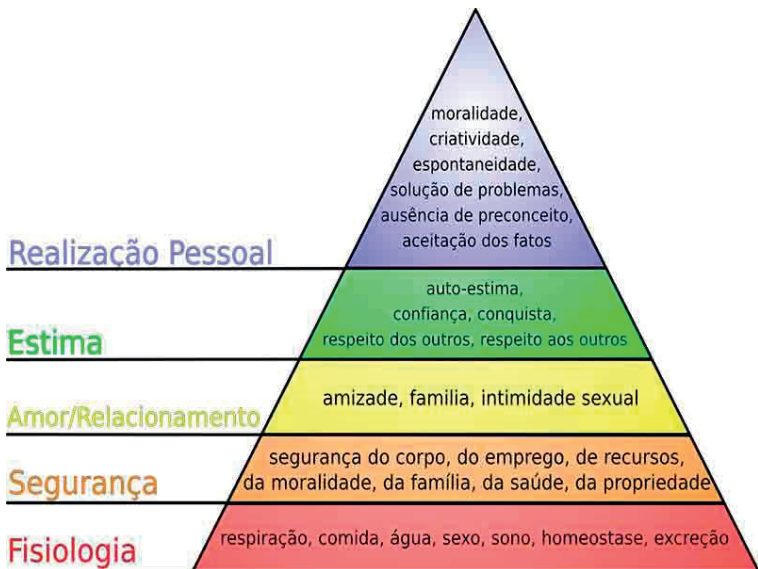 moralidade,
criatividade,
espontaneidade,
solução de problemas,
ausência de preconceito,
aceitação dos fatos
Realização Pessoal
auto-estima,
confiança, conquista,
respeito dos outros, respeito aos outros
Estima
amizade, familia, intimidade sexual
Amor/Relacionamento
segurança do corpo, do emprego, de recursos,
da moralidade, da família, da saúde, da propriedade
Segurança
respiração, comida, água, sexo, sono, homeostase, excreção
Fisiologia